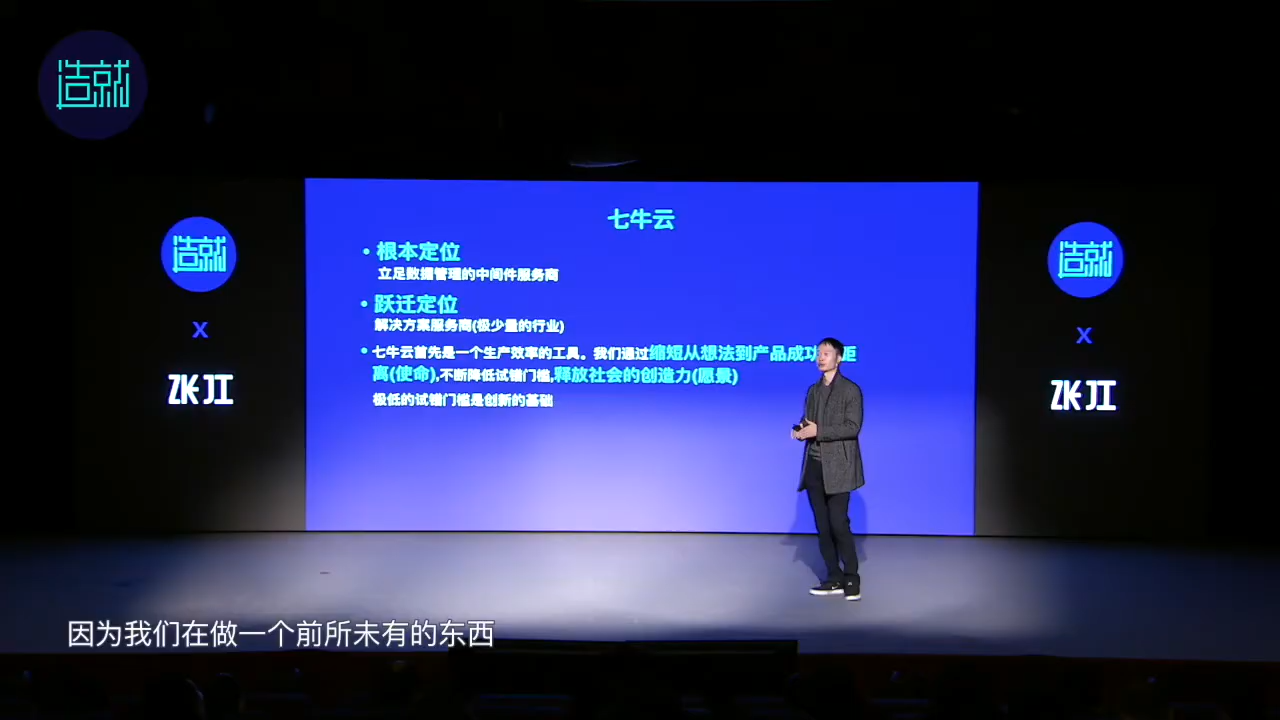 造就
七牛云
造就
X
ZKJI
• 根本定位
立足数据管理的中间件服务商
• 跃迁定位
解决方案服务商(极少量的行业)
• 七牛云首先是一个生产效率的工具。我们通过缩短从想法到产品成功 距
离(使命),不断降低试错门槛,释放社会的创造力(愿景)
极低的试错门槛是创新的基础
造就
X
ZKJI
因为我们在做一个前所未有的东西